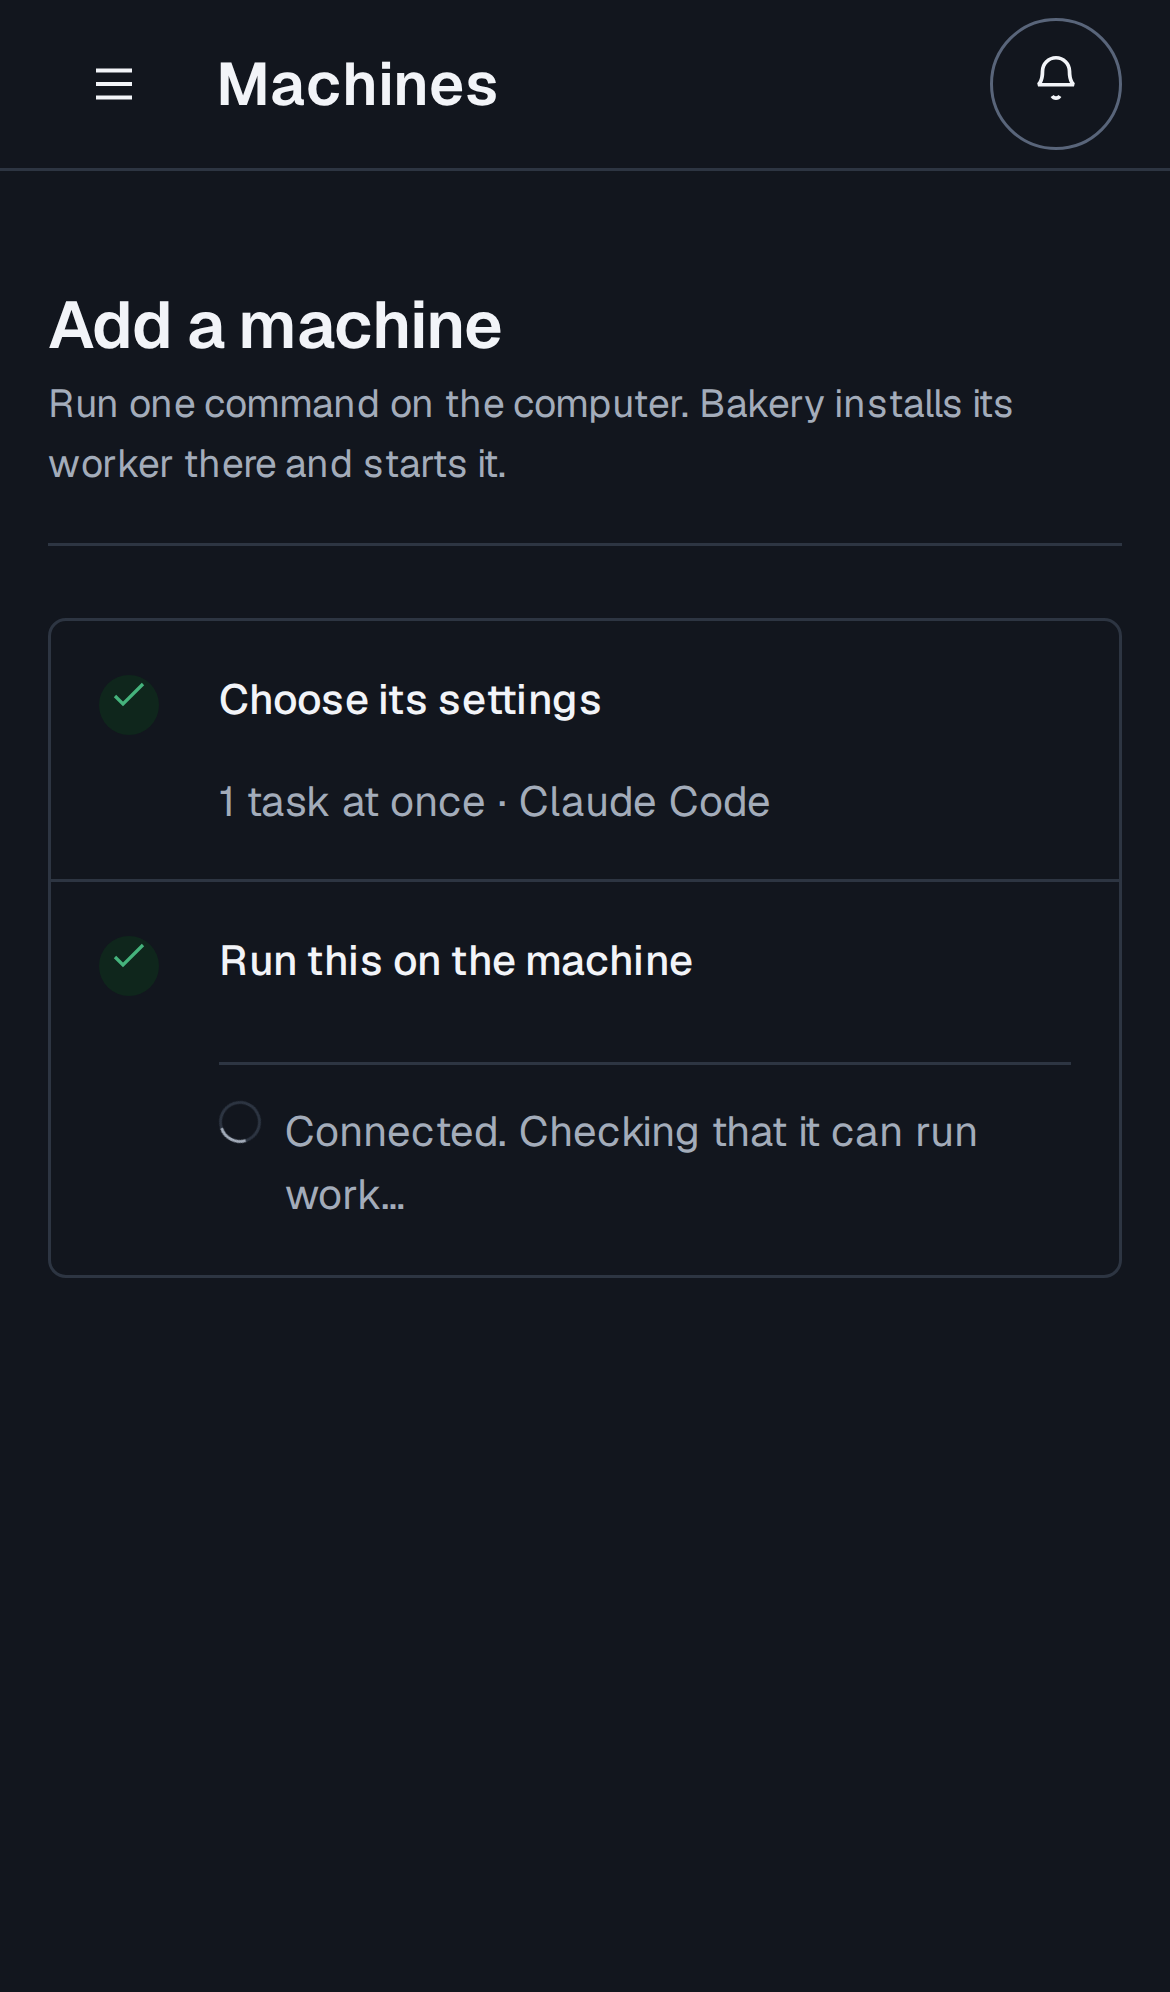 Machines
Add a machine
Run one command on the computer. Bakery installs its
worker there and starts it.
Choose its settings
1 task at once · Claude Code
Run this on the machine
Connected. Checking that it can run
work…